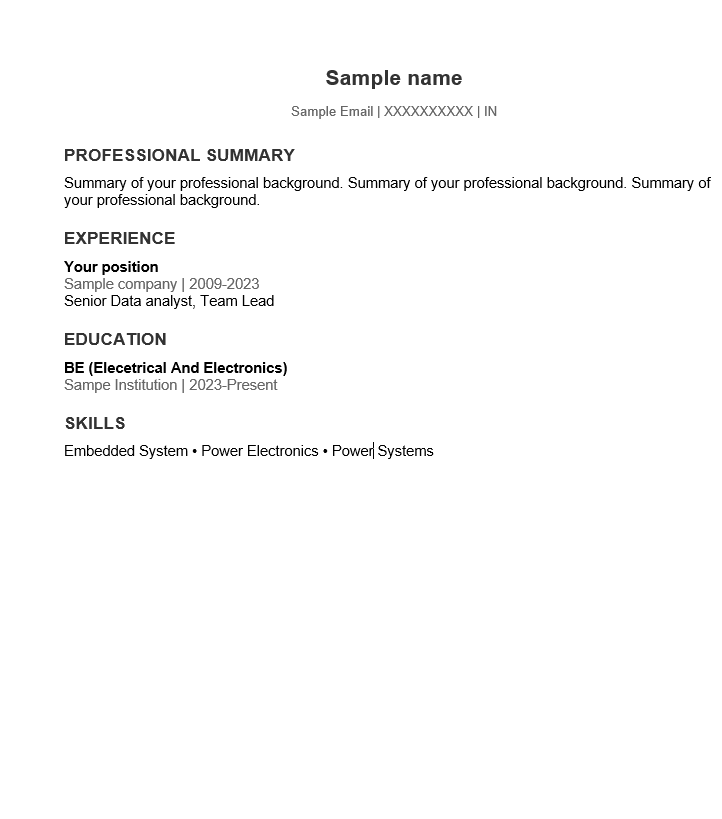 Sample name
Sample Email | XXXXXXXXXX | IN
PROFESSIONAL SUMMARY
Summary of your professional background. Summary of your professional background. Summary of
your professional background.
EXPERIENCE
Your position
Sample company | 2009-2023
Senior Data analyst, Team Lead
EDUCATION
BE (Elecetrical And Electronics)
Sampe Institution | 2023-Present
SKILLS
Embedded System • Power Electronics • Power Systems